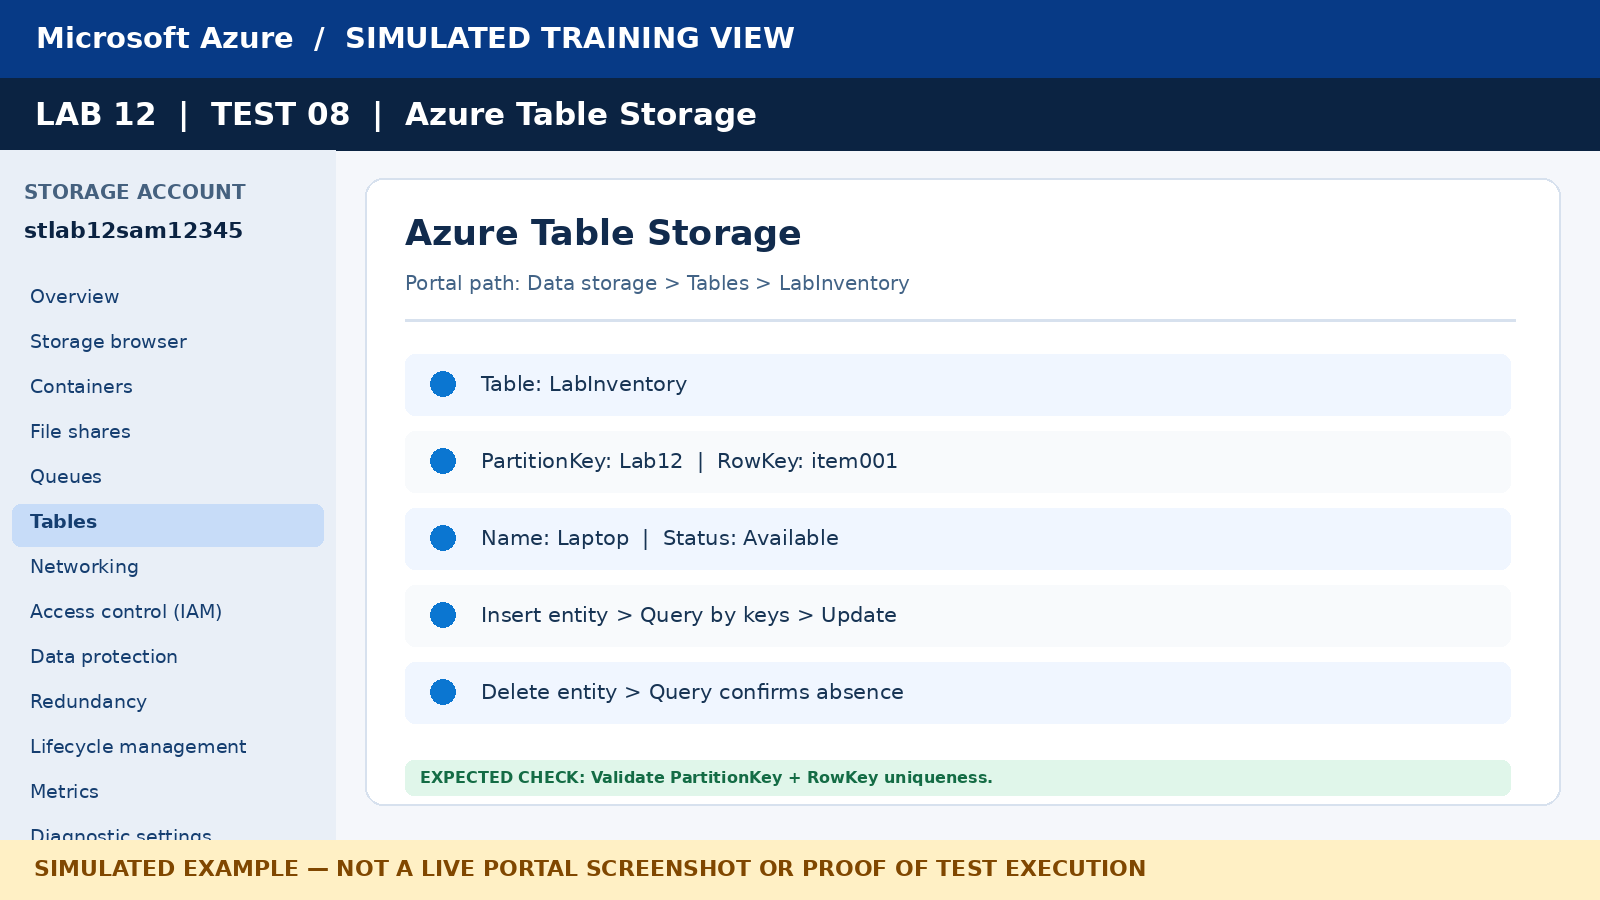 Microsoft Azure / SIMULATED TRAINING VIEW
LAB 12 | TEST 08 | Azure Table Storage
STORAGE ACCOUNT
stlab12sam12345
Overview
Storage browser
Containers
File shares
Queues
Tables
Networking
Access control (IAM)
Data protection
Redundancy
Lifecycle management
Metrics
Diagnostic settings
Azure Table Storage
Portal path: Data storage > Tables > LabInventory
Table: LabInventory
PartitionKey: Lab12 | RowKey: item001
Name: Laptop | Status: Available
Insert entity > Query by keys > Update
Delete entity > Query confirms absence
EXPECTED CHECK: Validate PartitionKey + RowKey uniqueness.
SIMULATED EXAMPLE — NOT A LIVE PORTAL SCREENSHOT OR PROOF OF TEST EXECUTION